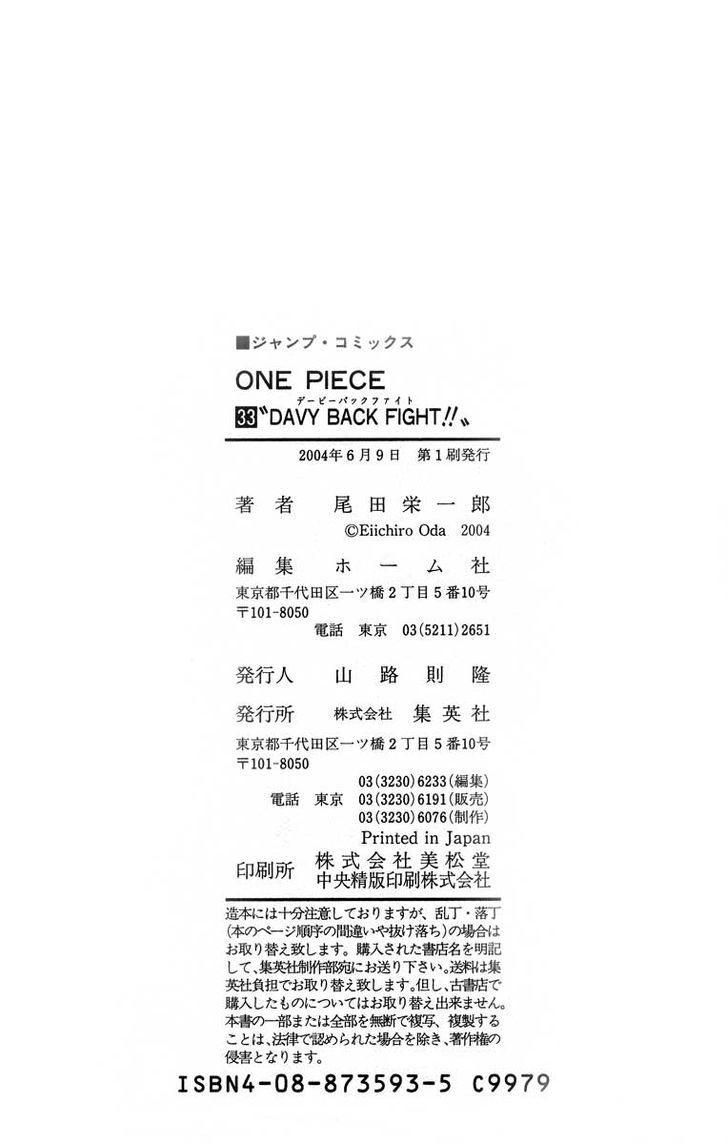 ■ジャンプ・コミックス
ONE PIECE
デービーバックファイト
33〝DAVY BACK FIGHT!!〟
2004年6月9日　第1刷発行
著者　尾田栄一郎
©Eiichiro Oda 2004
編集　ホーム社
東京都千代田区一ツ橋2丁目5番10号
〒101-8050
電話　東京　03(5211)2651
発行人　山路則隆
発行所　株式会社　集英社
東京都千代田区一ツ橋2丁目5番10号
〒101-8050
03(3230)6233(編集)
電話　東京　03(3230)6191(販売)
03(3230)6076(制作)
Printed in Japan
印刷所　株式会社美松堂
中央精版印刷株式会社
造本には十分注意しておりますが、乱丁・落丁
(本のページ順序の間違いや抜け落ち)の場合は
お取り替え致します。購入された書店名を明記
して、集英社制作部宛にお送り下さい。送料は集
英社負担でお取り替え致します。但し、古書店で
購入したものについてはお取り替え出来ません。
本書の一部または全部を無断で複写、複製する
ことは、法律で認められた場合を除き、著作権の
侵害となります。
ISBN4-08-873593-5 C9979